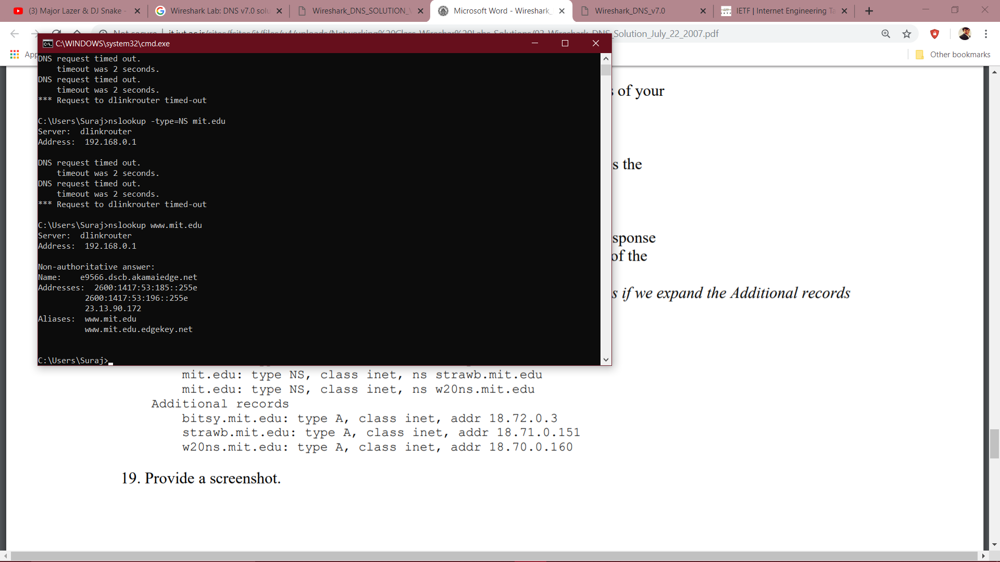 (3) Major Lazer & DJ Snake -
Wireshark Lab: DNS v7.0 solu
Wireshark_DNS_SOLUTION_
Microsoft Word - Wireshark_
Wireshark_DNS_v7.0
IETF | Internet Engineering Ta
_Solution_July_22_2007.pdf
App
Other bookmarks
C:\WINDOWS\system32\cmd.exe
DNS request timed out.
timeout was 2 seconds.
DNS request timed out.
timeout was 2 seconds.
*** Request to dlinkrouter timed-out
C:\Users\Suraj>nslookup -type=NS mit.edu
Server: dlinkrouter
Address: 192.168.0.1
DNS request timed out.
timeout was 2 seconds.
DNS request timed out.
timeout was 2 seconds.
*** Request to dlinkrouter timed-out
C:\Users\Suraj>nslookup www.mit.edu
Server: dlinkrouter
Address: 192.168.0.1
Non-authoritative answer:
Name: e9566.dscb.akamaiedge.net
Addresses: 2600:1417:53:185::255e
2600:1417:53:196::255e
23.13.90.172
Aliases: www.mit.edu
www.mit.edu.edgekey.net
C:\Users\Suraj>
s of your
s the
sponse
of the
s if we expand the Additional records
mit.edu: type NS, class inet, ns strawb.mit.edu
mit.edu: type NS, class inet, ns w20ns.mit.edu
Additional records
bitsy.mit.edu: type A, class inet, addr 18.72.0.3
strawb.mit.edu: type A, class inet, addr 18.71.0.151
w20ns.mit.edu: type A, class inet, addr 18.70.0.160
19. Provide a screenshot.